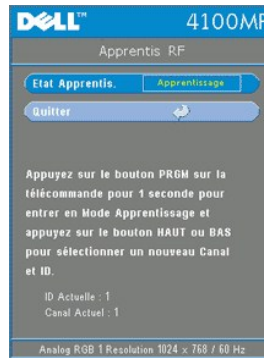 DELL™ 4100MP
Apprentis RF
Etat Apprentis. Apprentissage
Quitter
Appuyez sur le bouton PRGM sur la
télécommande pour 1 seconde pour
entrer en Mode Apprentissage et
appuyez sur le bouton HAUT ou BAS
pour sélectionner un nouveau Canal
et ID.
ID Actuelle : 1
Canal Actuel : 1
Analog RGB 1 Resolution 1024 x 768 / 60 Hz